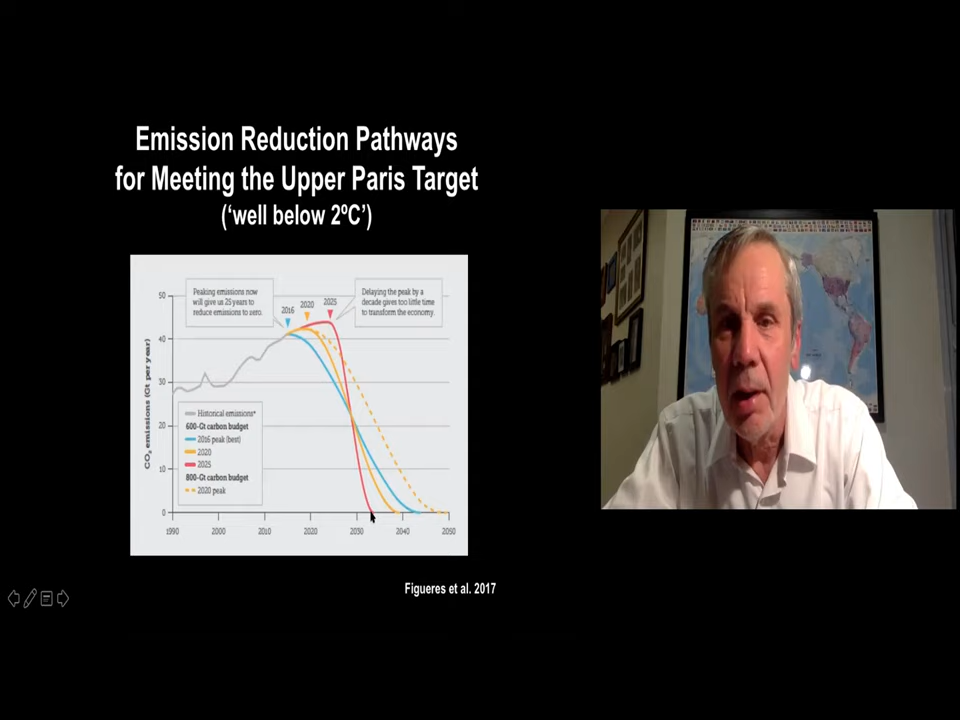 Emission Reduction Pathways
for Meeting the Upper Paris Target
(‘well below 2ºC’)
Peaking emissions now
will give us 25 years to
reduce emissions to zero.
2016
2020
2025
Delaying the peak by a
decade gives too little time
to transform the economy.
CO₂ emissions (Gt per year)
50
40
30
20
10
0
Historical emissions*
600-Gt carbon budget
2016 peak (best)
2020
2025
800-Gt carbon budget
2020 peak
1990 2000 2010 2020 2030 2040 2050
Figueres et al. 2017